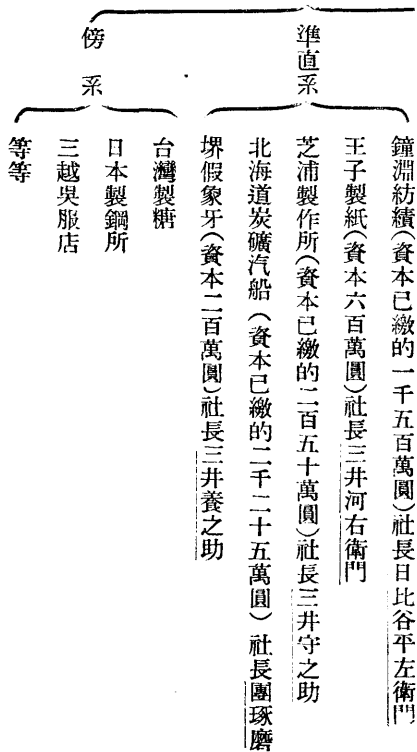 準直系
鐘淵紡績(資本已繳的一千五百萬圓)社長日比谷平左衞門
王子製紙(資本六百萬圓)社長三井河右衞門
芝浦製作所(資本已繳的二百五十萬圓)社長三井守之助
北海道炭礦汽船(資本已繳的二千二十五萬圓)社長團琢磨
堺假象牙(資本二百萬圓)社長三井養之助
傍系
台灣製糖
日本製鋼所
三越吳服店
等等